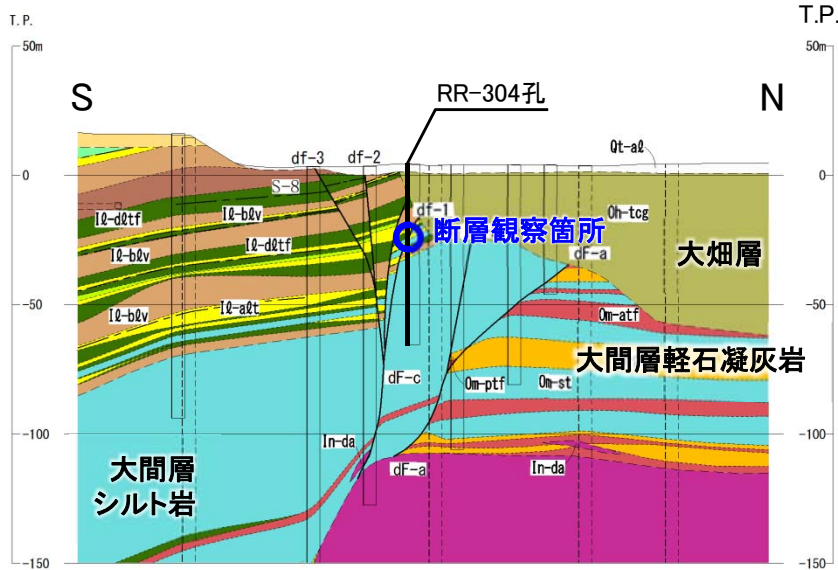 T.P.
T.P.
50m
50m
S
RR-304孔
N
Qt-aℓ
df-3
df-2
0
0
S-8
df-1
Oh-tcg
Iℓ-dℓtf
Iℓ-bℓv
断層観察箇所
Iℓ-dℓtf
dF-a
大畑層
Iℓ-bℓv
-50
-50
Iℓ-bℓv
Iℓ-aℓt
Om-atf
大間層軽石凝灰岩
dF-c
Om-ptf
Om-st
-100
-100
In-da
大間層
シルト岩
dF-a
In-da
-150
-150